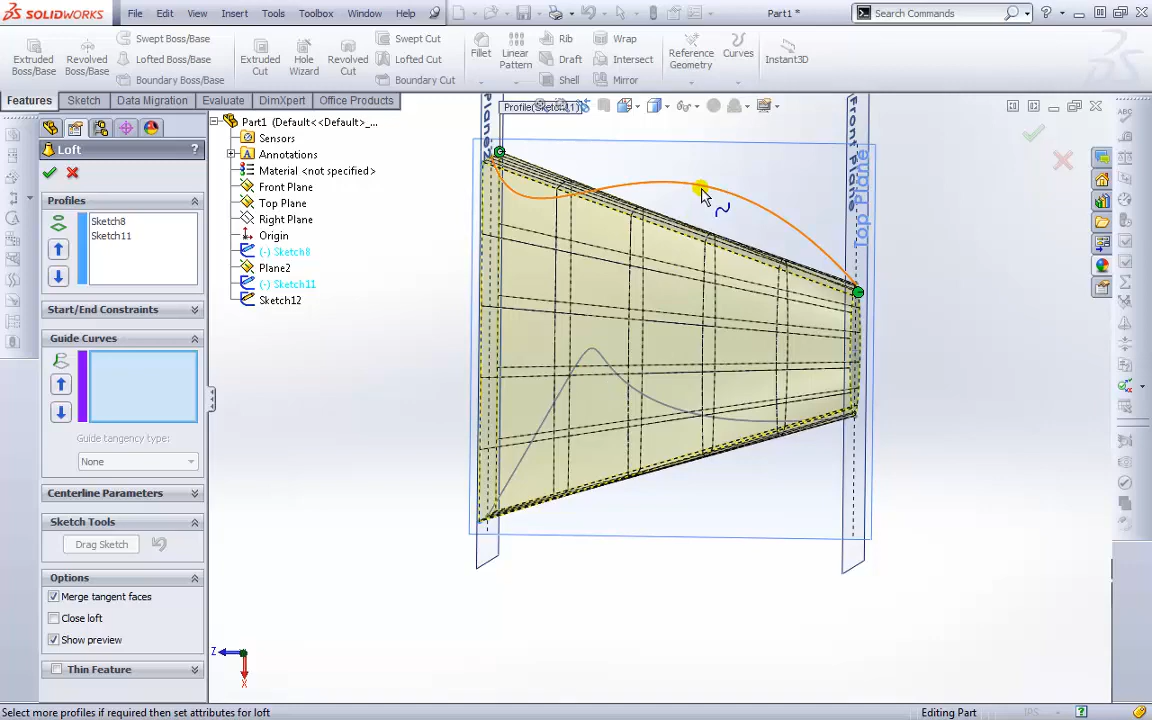 SOLIDWORKS File Edit View Insert Tools Toolbox Window Help Part1 * Search Commands
Extruded Boss/Base
Revolved Boss/Base
Swept Boss/Base
Lofted Boss/Base
Boundary Boss/Base
Extruded Cut
Hole Wizard
Revolved Cut
Swept Cut
Lofted Cut
Boundary Cut
Fillet
Linear Pattern
Rib
Draft
Shell
Wrap
Intersect
Mirror
Reference Geometry
Curves
Instant3D
Features Sketch Data Migration Evaluate DimXpert Office Products
Loft ?
Profiles
Sketch8
Sketch11
Start/End Constraints
Guide Curves
Guide tangency type:
None
Centerline Parameters
Sketch Tools
Drag Sketch
Options
Merge tangent faces
Close loft
Show preview
Thin Feature
Part1 (Default<<Default>_...
Sensors
Annotations
Material <not specified>
Front Plane
Top Plane
Right Plane
Origin
(-) Sketch8
Plane2
(-) Sketch11
Sketch12
Profile(Sketch11)
Plane2
Front Plane
Top Plane
Z
X
Select more profiles if required then set attributes for loft Editing Part IPS